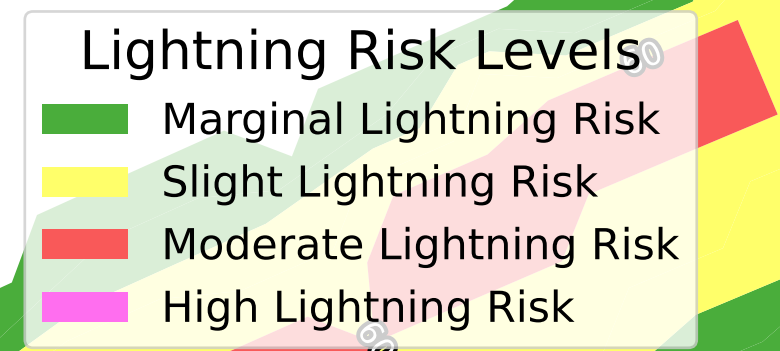 Lightning Risk Levels
Marginal Lightning Risk
Slight Lightning Risk
Moderate Lightning Risk
High Lightning Risk